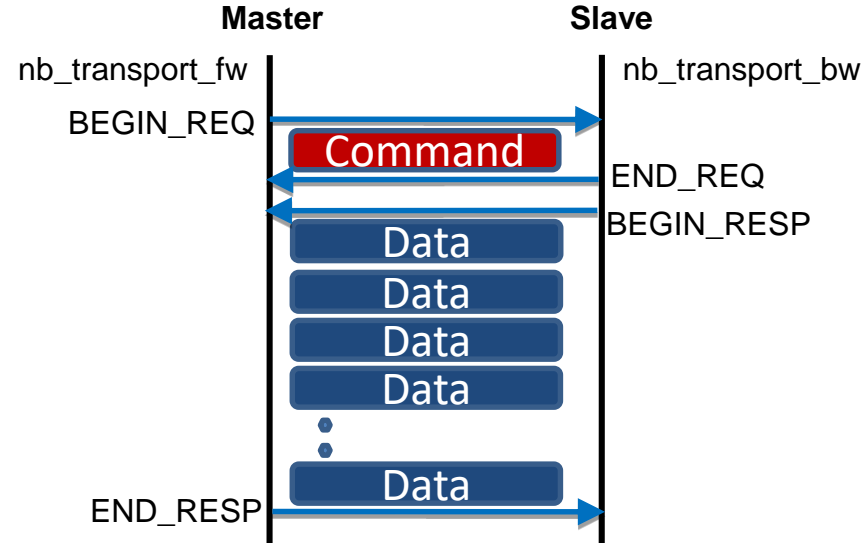 Master Slave
nb_transport_fw nb_transport_bw
BEGIN_REQ
Command
END_REQ
BEGIN_RESP
Data
Data
Data
Data
Data
END_RESP